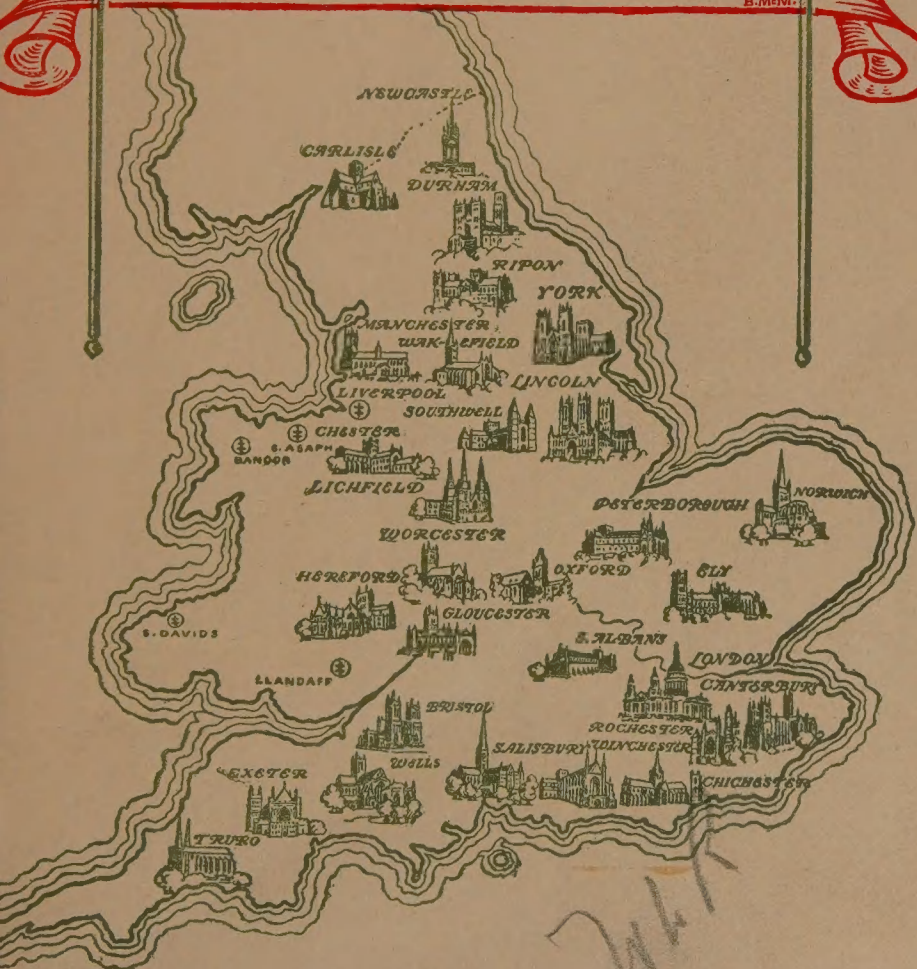 B.McM.
NEWCASTLE
CARLISLE
DURHAM
RIPON
YORK
MANCHESTER
WAKEFIELD
LINCOLN
LIVERPOOL
SOUTHWELL
CHESTER
S. ASAPH
BANGOR
LICHFIELD
PETERBOROUGH
NORWICH
WORCESTER
HEREFORD
OXFORD
ELY
GLOUCESTER
S. DAVIDS
S. ALBANS
LONDON
LLANDAFF
CANTERBURY
BRISTOL
ROCHESTER
SALISBURY
WINCHESTER
WELLS
EXETER
CHICHESTER
TRURO